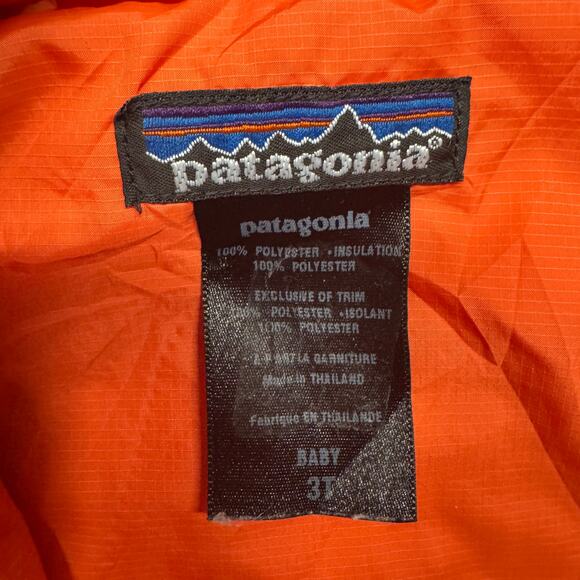 patagonia®
patagonia®
100% POLYESTER •INSULATION
100% POLYESTER
EXCLUSIVE OF TRIM
100% POLYESTER •ISOLANT
100% POLYESTER
À PART LA GARNITURE
Made in THAILAND
Fabriqué EN THAILANDE
BABY
3T